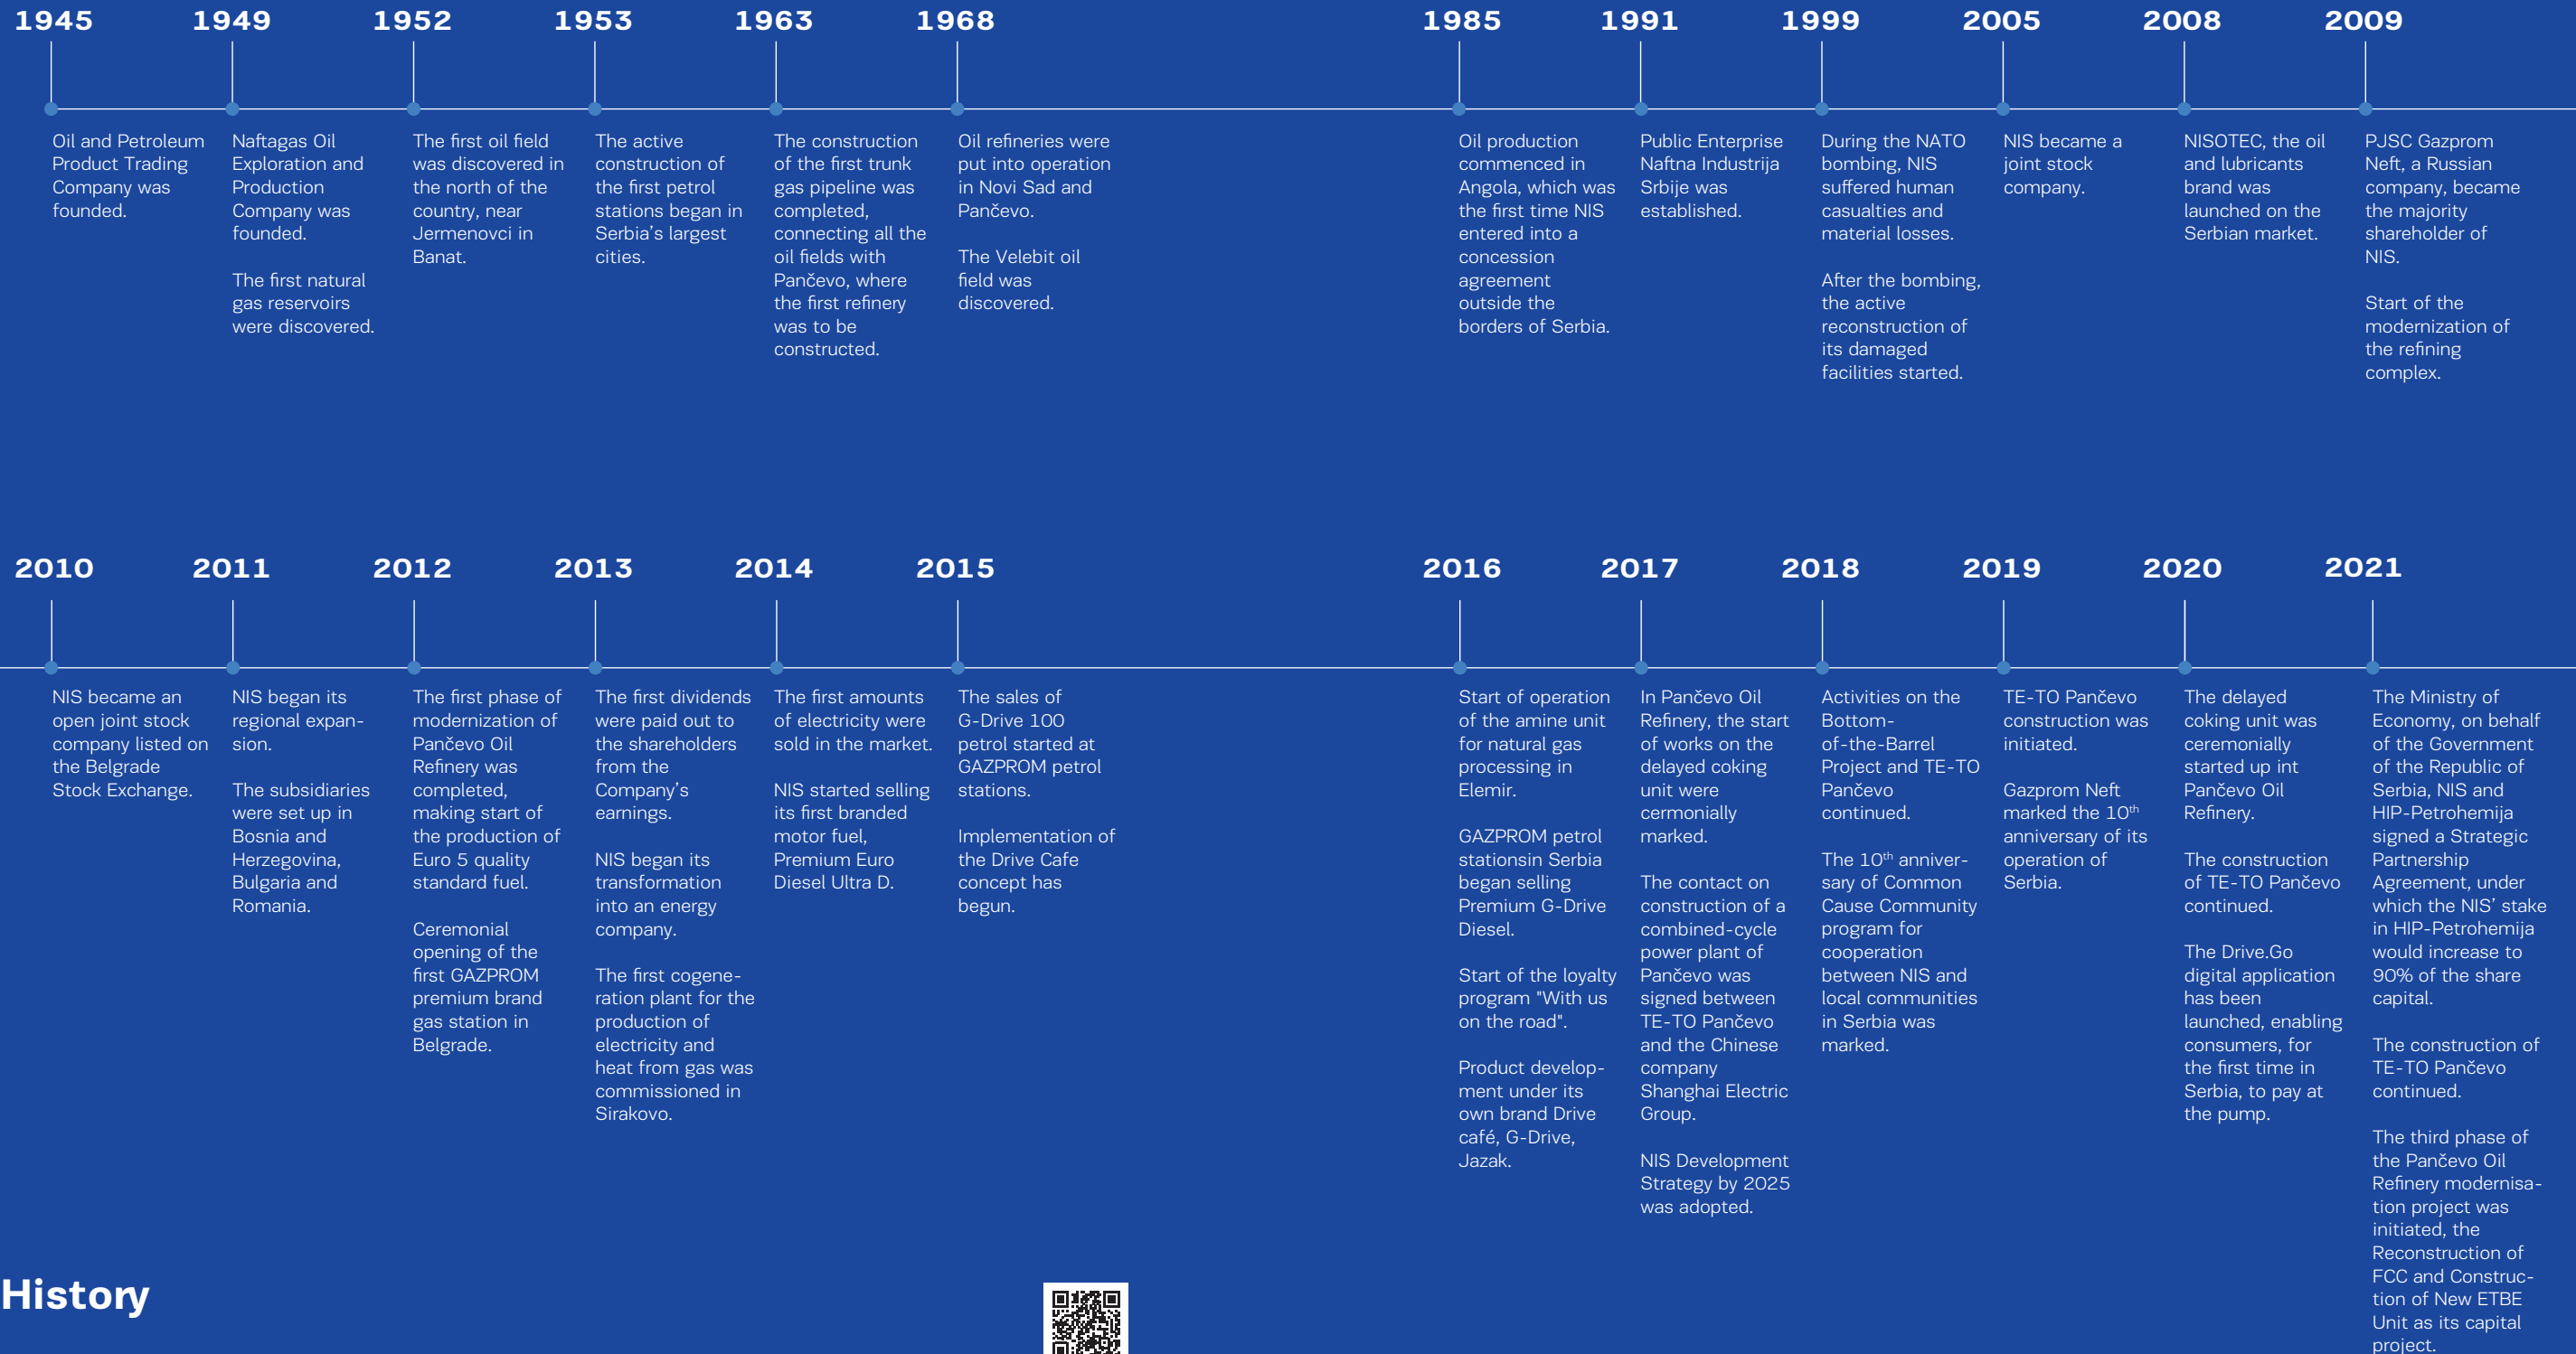 1945
Oil and Petroleum
Product Trading
Company was
founded.
1949
Naftagas Oil
Exploration and
Production
Company was
founded.
The first natural
gas reservoirs
were discovered.
1952
The first oil field
was discovered in
the north of the
country, near
Jermenovci in
Banat.
1953
The active
construction of
the first petrol
stations began in
Serbia's largest
cities.
1963
The construction
of the first trunk
gas pipeline was
completed,
connecting all the
oil fields with
Pančevo, where
the first refinery
was to be
constructed.
1968
Oil refineries were
put into operation
in Novi Sad and
Pančevo.
The Velebit oil
field was
discovered.
1985
Oil production
commenced in
Angola, which was
the first time NIS
entered into a
concession
agreement
outside the
borders of Serbia.
1991
Public Enterprise
Naftna Industrija
Srbije was
established.
1999
During the NATO
bombing, NIS
suffered human
casualties and
material losses.
After the bombing,
the active
reconstruction of
its damaged
facilities started.
2005
NIS became a
joint stock
company.
2008
NISOTEC, the oil
and lubricants
brand was
launched on the
Serbian market.
2009
PJSC Gazprom
Neft, a Russian
company, became
the majority
shareholder of
NIS.
Start of the
modernization of
the refining
complex.
2010
NIS became an
open joint stock
company listed on
the Belgrade
Stock Exchange.
2011
NIS began its
regional expan-
sion.
The subsidiaries
were set up in
Bosnia and
Herzegovina,
Bulgaria and
Romania.
2012
The first phase of
modernization of
Pančevo Oil
Refinery was
completed,
making start of
the production of
Euro 5 quality
standard fuel.
Ceremonial
opening of the
first GAZPROM
premium brand
gas station in
Belgrade.
2013
The first dividends
were paid out to
the shareholders
from the
Company's
earnings.
NIS began its
transformation
into an energy
company.
The first cogene-
ration plant for the
production of
electricity and
heat from gas was
commissioned in
Sirakovo.
2014
The first amounts
of electricity were
sold in the market.
NIS started selling
its first branded
motor fuel,
Premium Euro
Diesel Ultra D.
2015
The sales of
G-Drive 100
petrol started at
GAZPROM petrol
stations.
Implementation of
the Drive Cafe
concept has
begun.
2016
Start of operation
of the amine unit
for natural gas
processing in
Elemir.
GAZPROM petrol
stationsin Serbia
began selling
Premium G-Drive
Diesel.
Start of the loyalty
program "With us
on the road".
Product develop-
ment under its
own brand Drive
café, G-Drive,
Jazak.
2017
In Pančevo Oil
Refinery, the start
of works on the
delayed coking
unit were
cermonially
marked.
The contact on
construction of a
combined-cycle
power plant of
Pančevo was
signed between
TE-TO Pančevo
and the Chinese
company
Shanghai Electric
Group.
NIS Development
Strategy by 2025
was adopted.
2018
Activities on the
Bottom-
of-the-Barrel
Project and TE-TO
Pančevo
continued.
The 10th anniver-
sary of Common
Cause Community
program for
cooperation
between NIS and
local communities
in Serbia was
marked.
2019
TE-TO Pančevo
construction was
initiated.
Gazprom Neft
marked the 10th
anniversary of its
operation of
Serbia.
2020
The delayed
coking unit was
ceremonially
started up int
Pančevo Oil
Refinery.
The construction
of TE-TO Pančevo
continued.
The Drive.Go
digital application
has been
launched, enabling
consumers, for
the first time in
Serbia, to pay at
the pump.
2021
The Ministry of
Economy, on behalf
of the Government
of the Republic of
Serbia, NIS and
HIP-Petrohemija
signed a Strategic
Partnership
Agreement, under
which the NIS' stake
in HIP-Petrohemija
would increase to
90% of the share
capital.
The construction of
TE-TO Pančevo
continued.
The third phase of
the Pančevo Oil
Refinery modernisa-
tion project was
initiated, the
Reconstruction of
FCC and Construc-
tion of New ETBE
Unit as its capital
project.
History